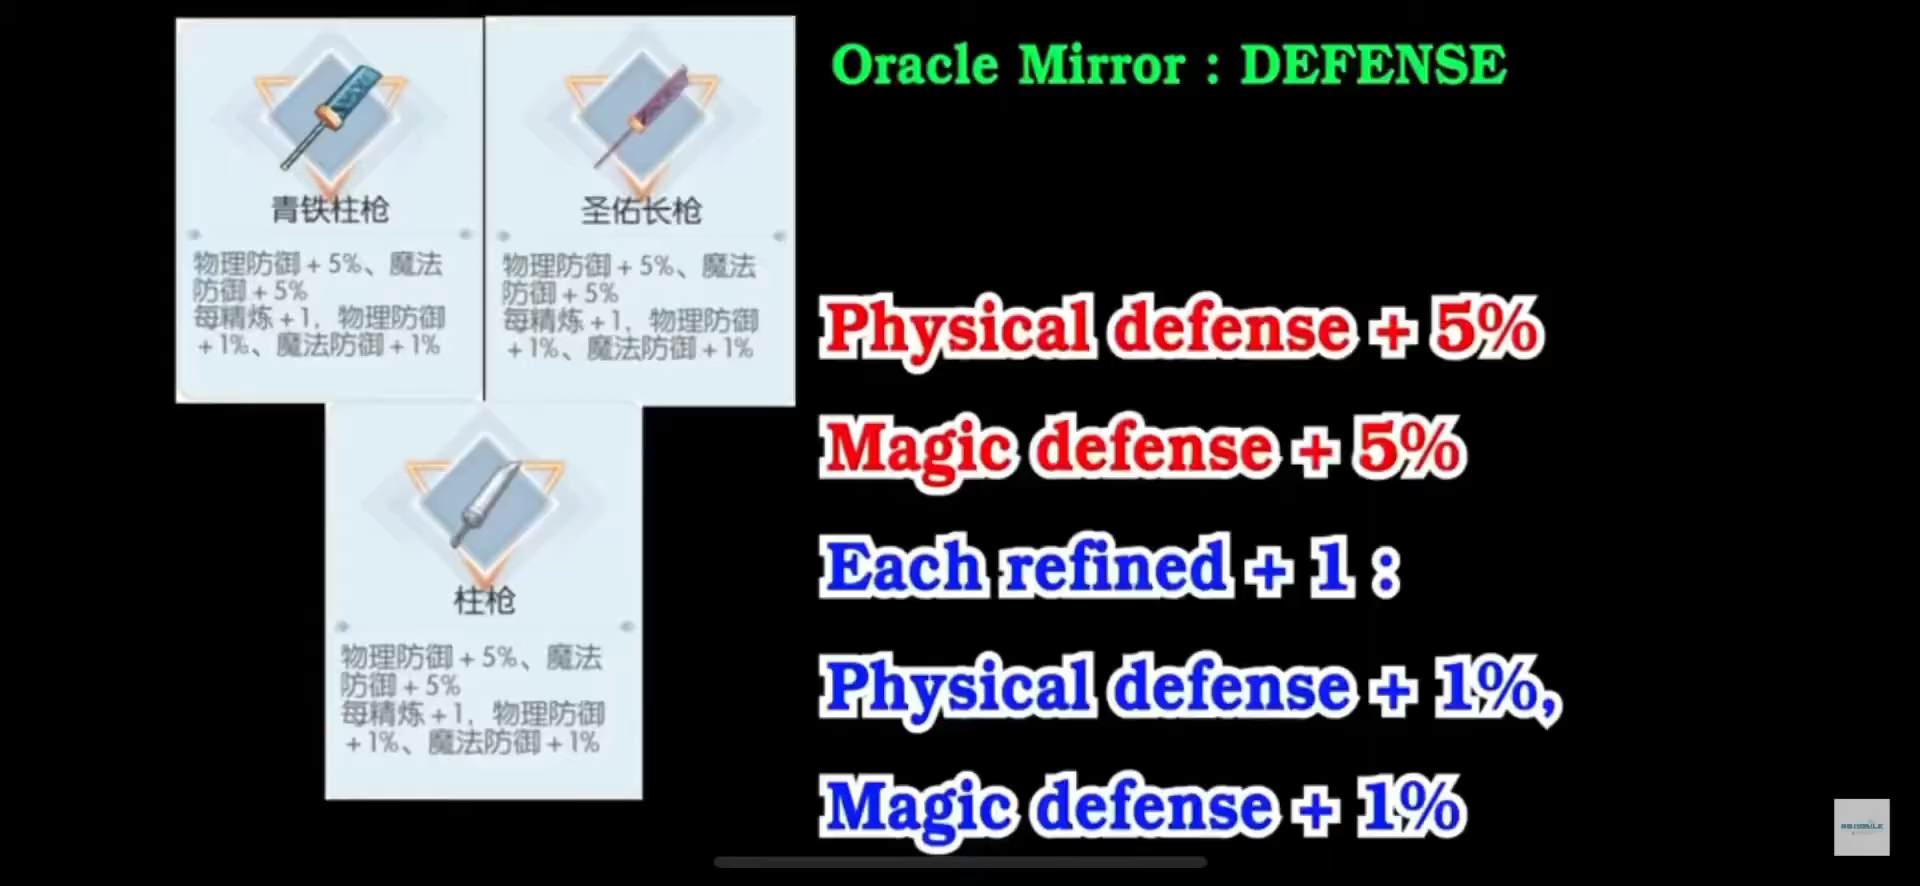 Oracle Mirror : DEFENSE
青铁柱枪
物理防御+5%、魔法
防御+5%
每精炼+1, 物理防御
+1%、魔法防御+1%
圣佑长枪
物理防御+5%、魔法
防御+5%
每精炼+1, 物理防御
+1%、魔法防御+1%
柱枪
物理防御+5%、魔法
防御+5%
每精炼+1, 物理防御
+1%、魔法防御+1%
Physical defense + 5%
Magic defense + 5%
Each refined + 1 :
Physical defense + 1%,
Magic defense + 1%